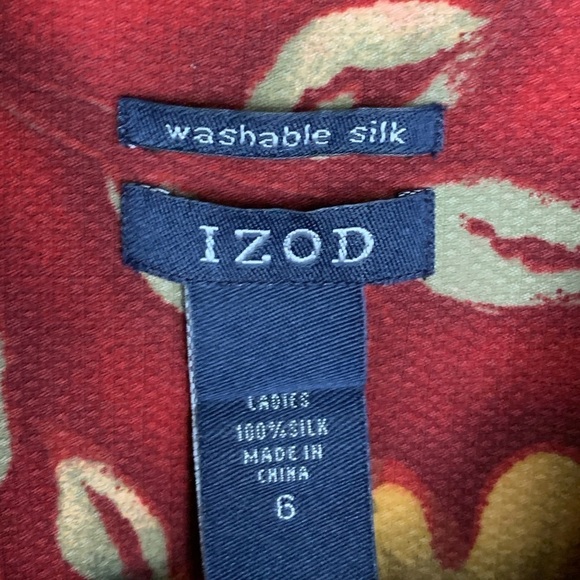 washable silk
IZOD
LADIES
100% SILK
MADE IN
CHINA
6